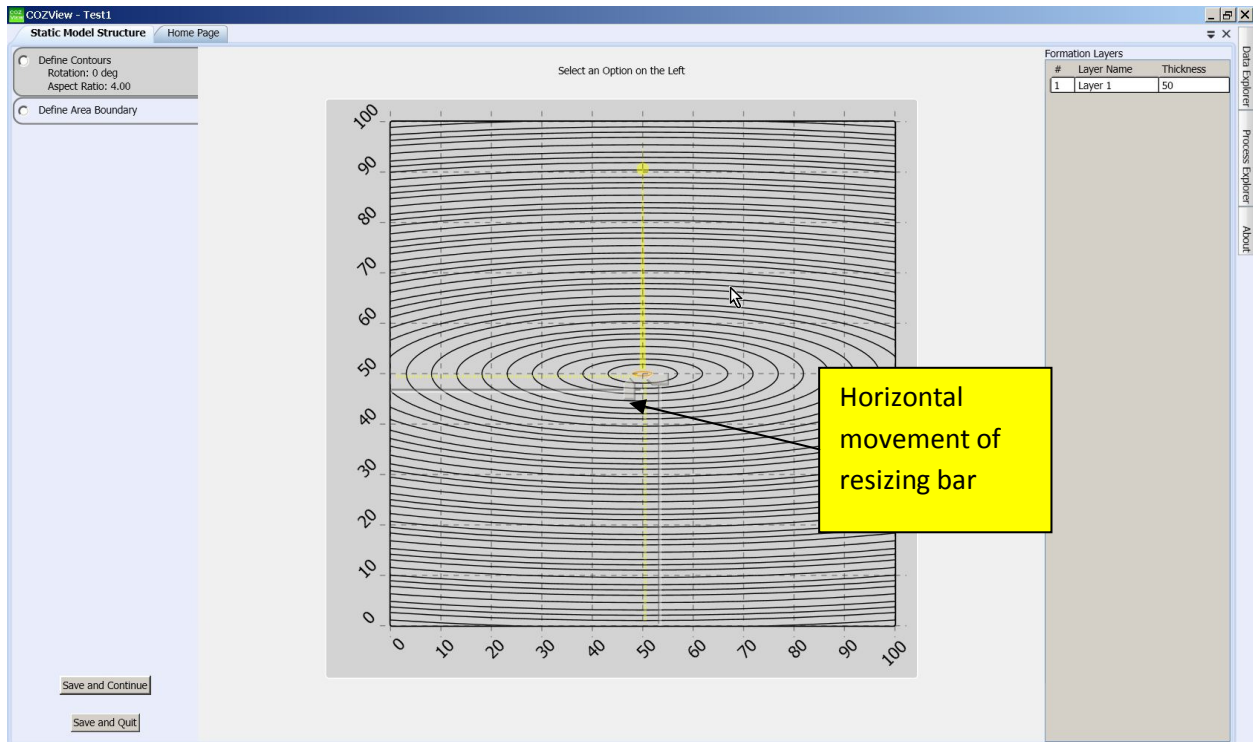 COZ View
COZView - Test1
Static Model Structure
Home Page
Define Contours
Rotation: 0 deg
Aspect Ratio: 4.00
Define Area Boundary
Select an Option on the Left
Formation Layers
# Layer Name Thickness
1 Layer 1 50
Data Explorer
Process Explorer
About
100
90
80
70
60
50
40
30
20
10
0
0 10 20 30 40 50 60 70 80 90 100
Horizontal
movement of
resizing bar
Save and Continue
Save and Quit